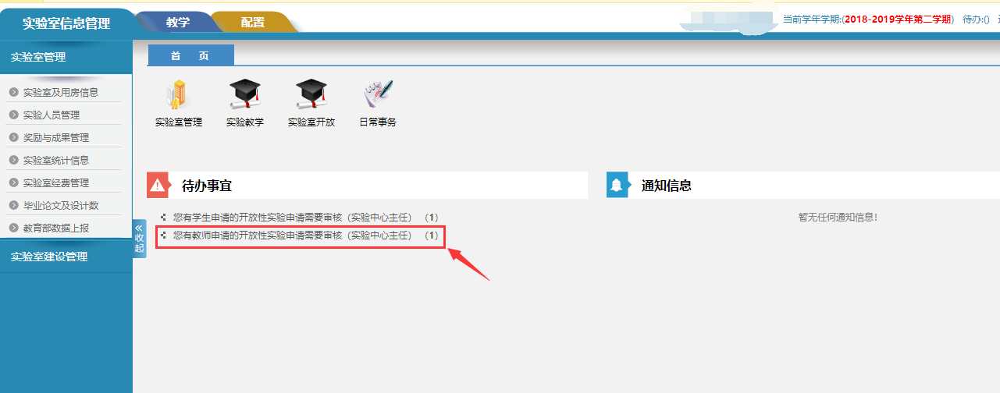 实验室信息管理
教学
配置
当前学年学期:(2018-2019学年第二学期) 待办:()
实验室管理
首 页
实验室及用房信息
实验人员管理
奖励与成果管理
实验室统计信息
实验室经费管理
毕业论文及设计数
教育部数据上报
实验室建设管理
收起
实验室管理
实验教学
实验室开放
日常事务
待办事宜
您有学生申请的开放性实验申请需要审核（实验中心主任） （1）
您有教师申请的开放性实验申请需要审核（实验中心主任） （1）
通知信息
暂无任何通知信息！